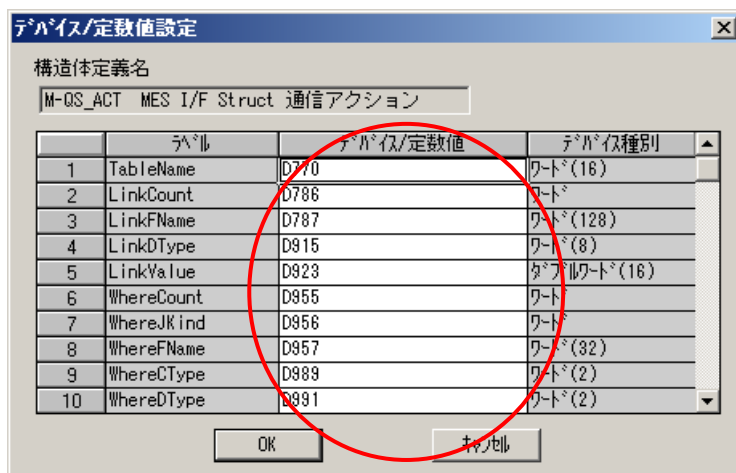 ﾃﾞﾊﾞｲｽ/定数値設定
構造体定義名
M-QS_ACT MES I/F Struct 通信アクション
ﾗﾍﾞﾙ ﾃﾞﾊﾞｲｽ/定数値 ﾃﾞﾊﾞｲｽ種別
1 TableName D770 ﾜｰﾄﾞ(16)
2 LinkCount D786 ﾜｰﾄﾞ
3 LinkFName D787 ﾜｰﾄﾞ(128)
4 LinkDType D915 ﾜｰﾄﾞ(8)
5 LinkValue D923 ﾀﾞﾌﾞﾙﾜｰﾄﾞ(16)
6 WhereCount D955 ﾜｰﾄﾞ
7 WhereJKind D956 ﾜｰﾄﾞ
8 WhereFName D957 ﾜｰﾄﾞ(32)
9 WhereCType D989 ﾜｰﾄﾞ(2)
10 WhereDType D991 ﾜｰﾄﾞ(2)
OK ｷｬﾝｾﾙ